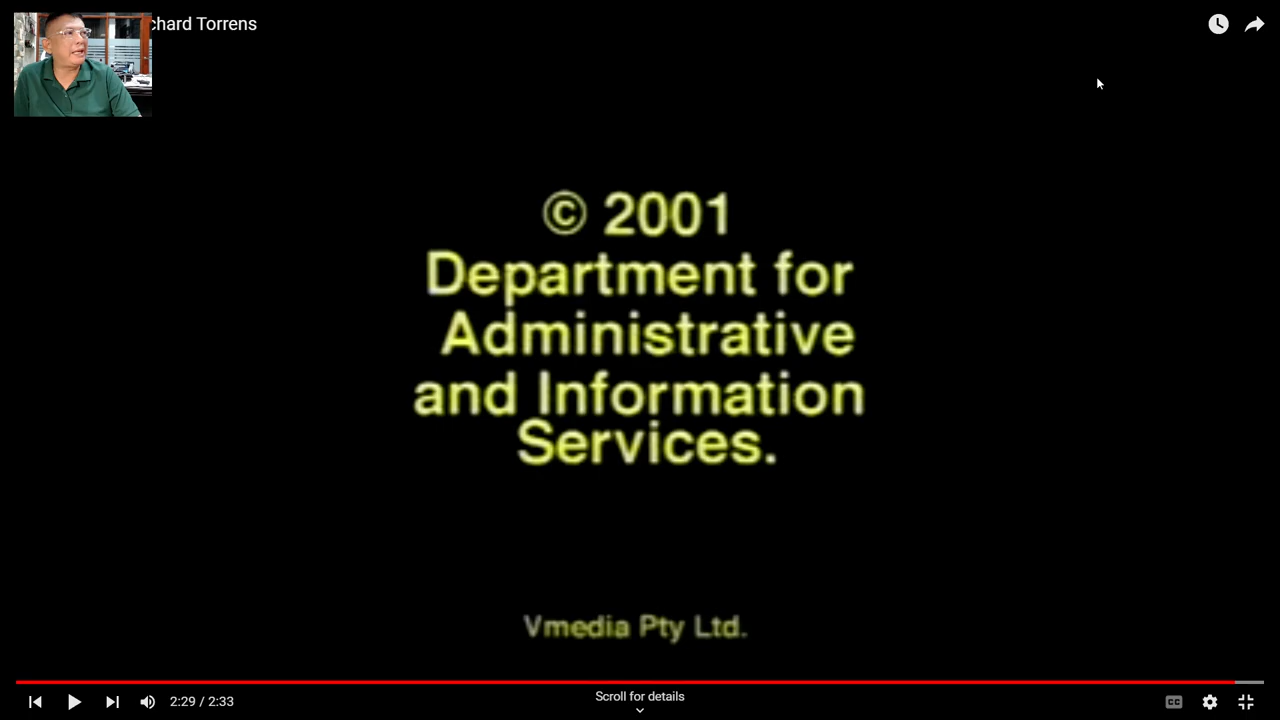 chard Torrens
© 2001
Department for
Administrative
and Information
Services.
Vmedia Pty Ltd.
2:29 / 2:33
Scroll for details
CC